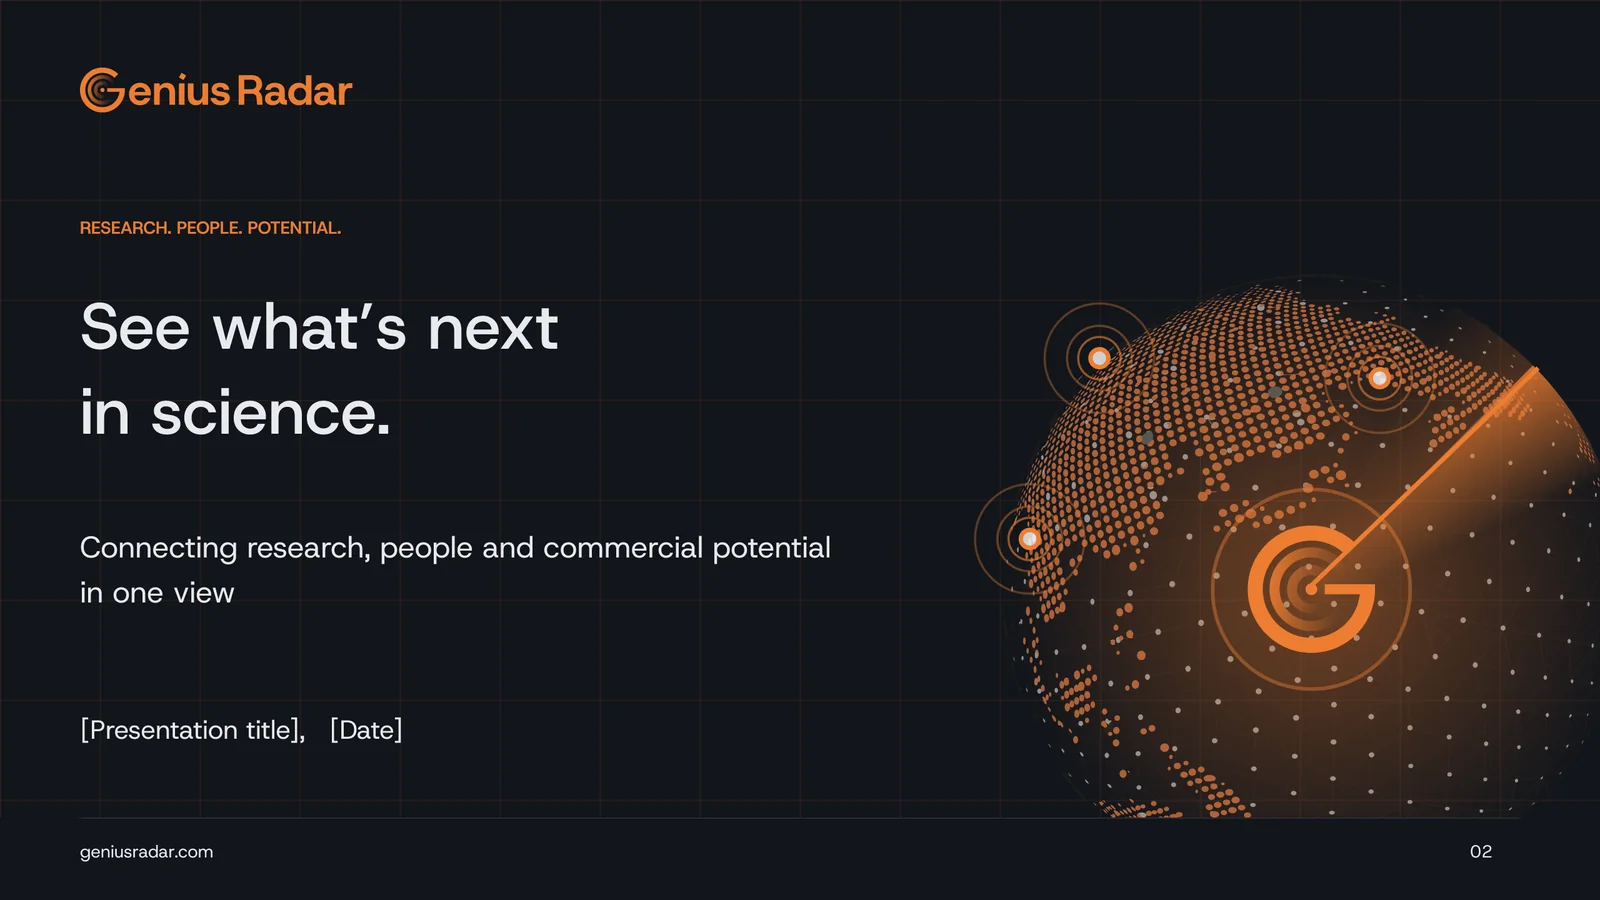 Genius Radar
RESEARCH. PEOPLE. POTENTIAL.
See what’s next
in science.
Connecting research, people and commercial potential
in one view
[Presentation title], [Date]
geniusradar.com
02